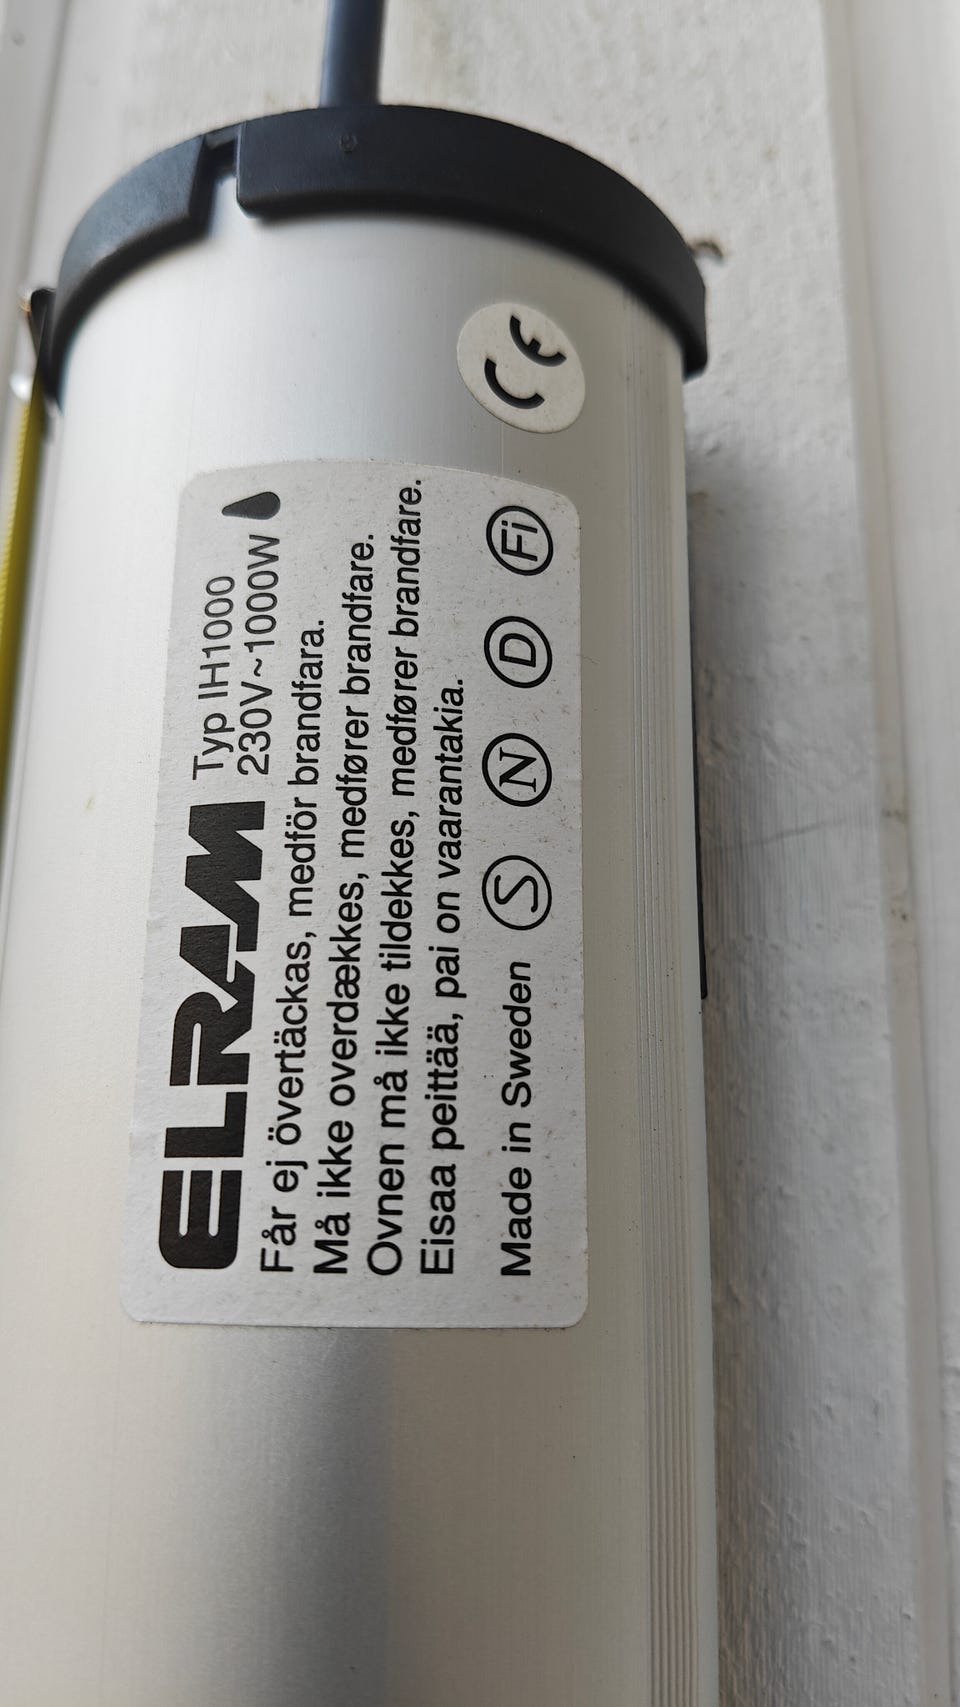 ELRAM Typ IH1000
230V~1000W
Får ej övertäckas, medför brandfara.
Må ikke overdækkes, medfører brandfare.
Ovnen må ikke tildekkes, medfører brandfare.
Eisaa peittää, pai on vaarantakia.
Made in Sweden S N D Fi
CE